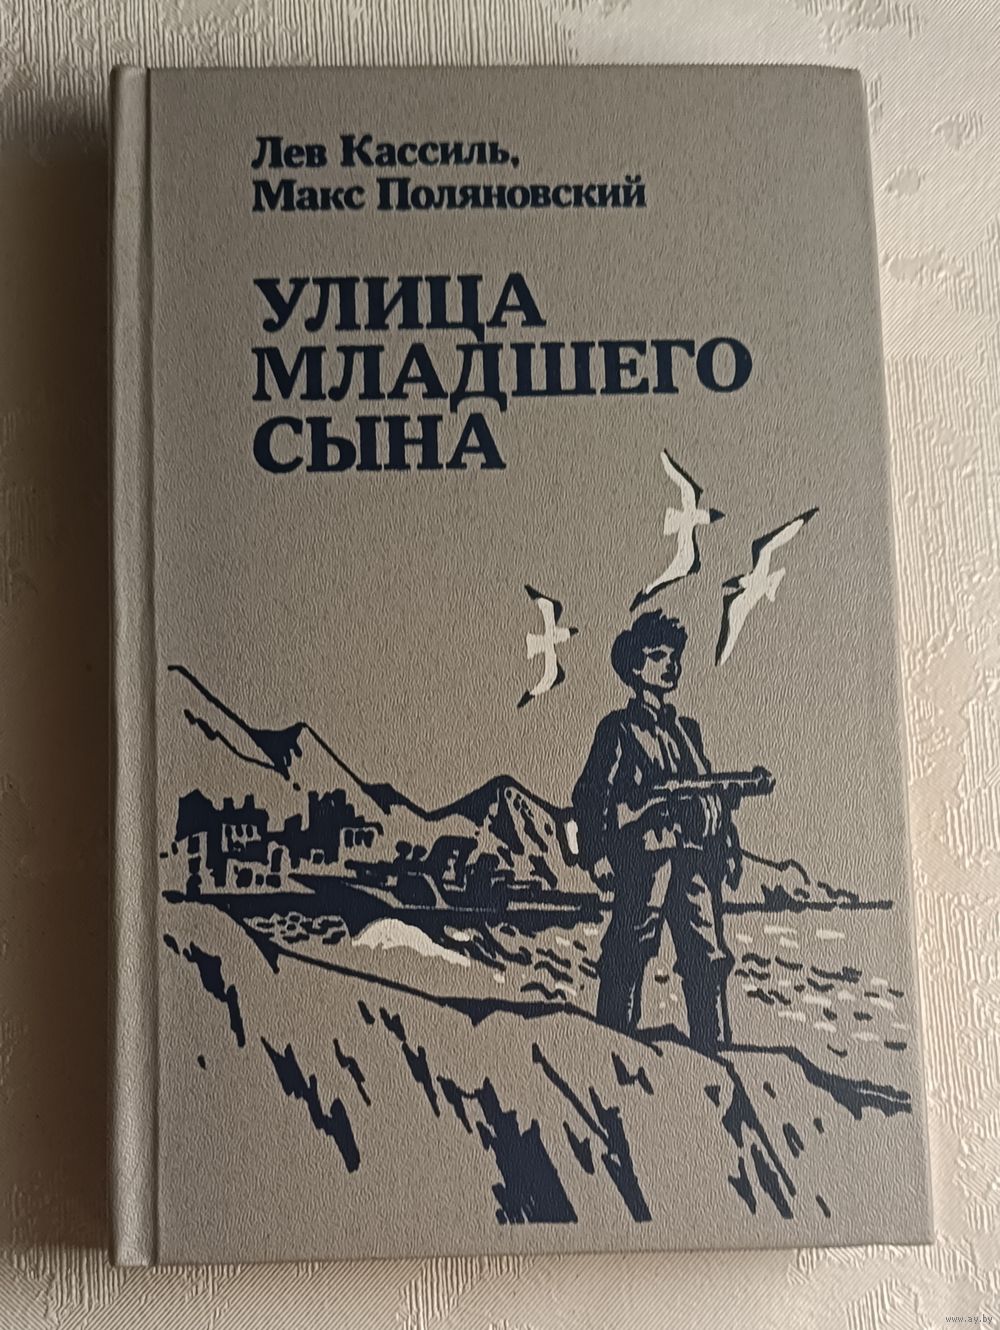 Лев Кассиль,
Макс Поляновский
УЛИЦА
МЛАДШЕГО
СЫНА
www.ay.by